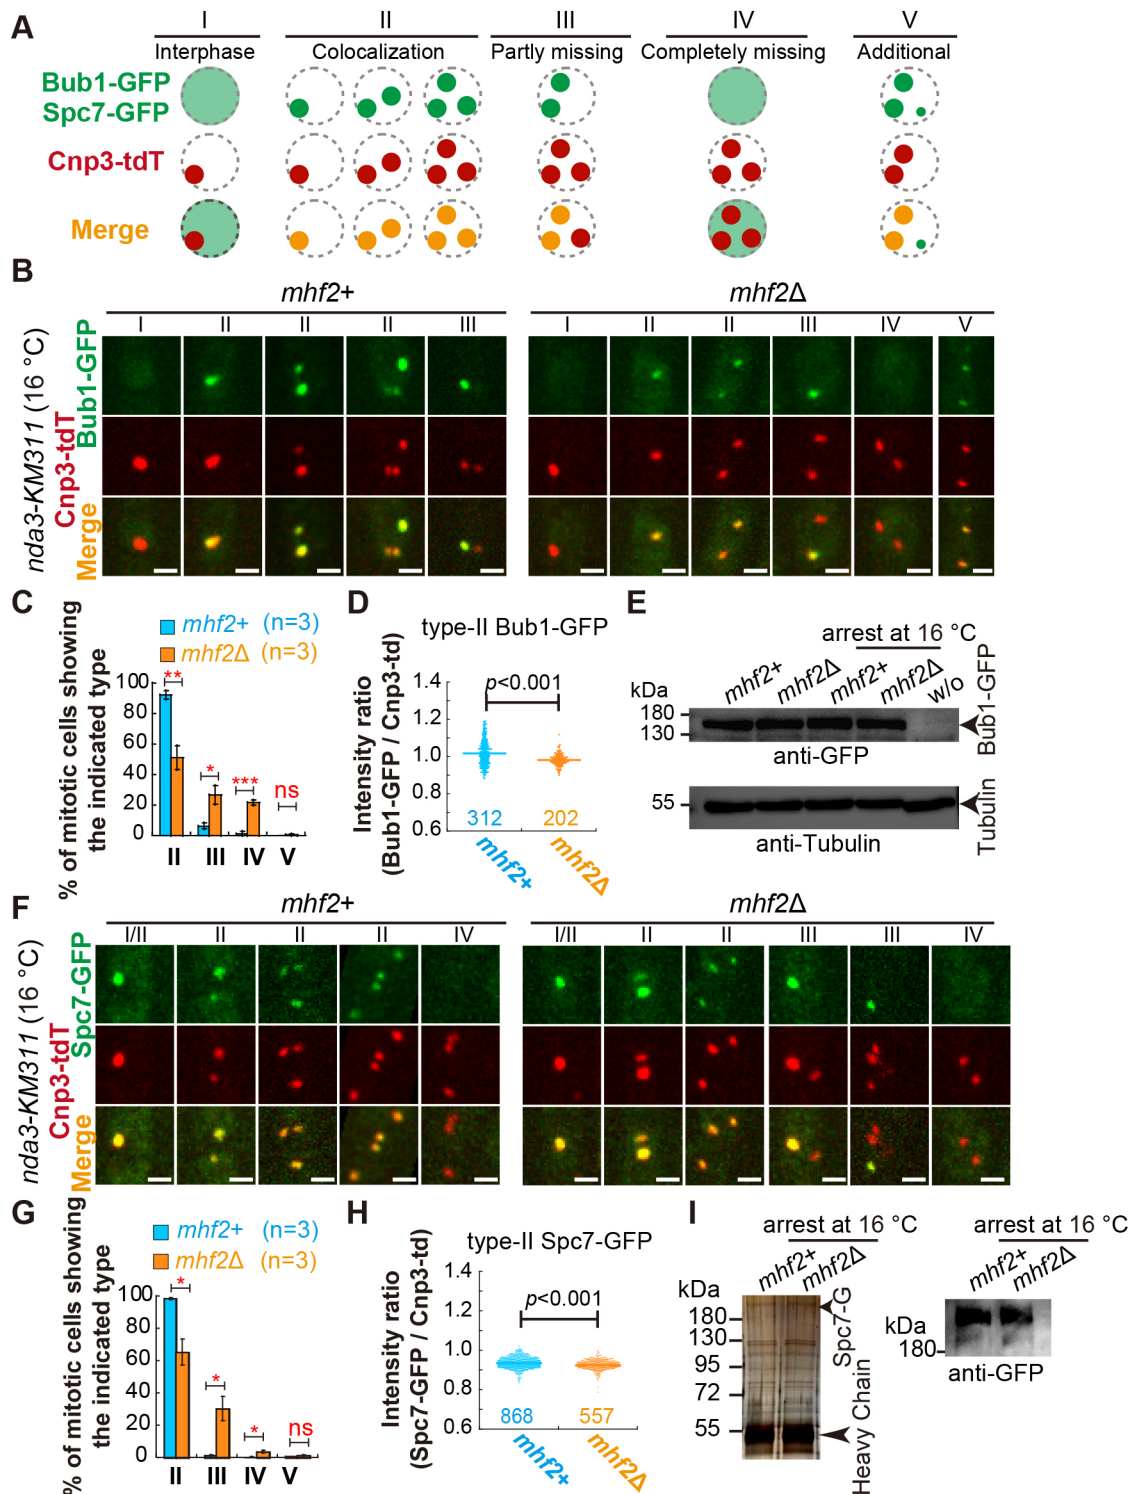 A
I II III IV V
Interphase Colocalization Partly missing Completely missing Additional
Bub1-GFP
Spc7-GFP
Cnp3-tdT
Merge
B
mhf2+ mhf2Δ
I II II II III I II II III IV V
nda3-KM311 (16 °C)
Bub1-GFP
Cnp3-tdT
Merge
C
% of mitotic cells showing
the indicated type
mhf2+ (n=3)
mhf2Δ (n=3)
100
80
60
40
20
0
** * *** ns
II III IV V
D
type-II Bub1-GFP
Intensity ratio
(Bub1-GFP / Cnp3-td)
p<0.001
1.4
1.2
1.0
0.8
0.6
312 202
mhf2+ mhf2Δ
E
arrest at 16 °C
kDa mhf2+ mhf2Δ mhf2+ mhf2Δ w/o
180
130
Bub1-GFP
anti-GFP
55
Tubulin
anti-Tubulin
F
mhf2+ mhf2Δ
I/II II II II IV I/II II II III III IV
nda3-KM311 (16 °C)
Spc7-GFP
Cnp3-tdT
Merge
G
% of mitotic cells showing
the indicated type
mhf2+ (n=3)
mhf2Δ (n=3)
100
80
60
40
20
0
* * * ns
II III IV V
H
type-II Spc7-GFP
Intensity ratio
(Spc7-GFP / Cnp3-td)
p<0.001
1.4
1.2
1.0
0.8
0.6
868 557
mhf2+ mhf2Δ
I
arrest at 16 °C
kDa mhf2+ mhf2Δ
180
130
95
72
55
Spc7-G
Heavy Chain
arrest at 16 °C
mhf2+ mhf2Δ
kDa
180
anti-GFP